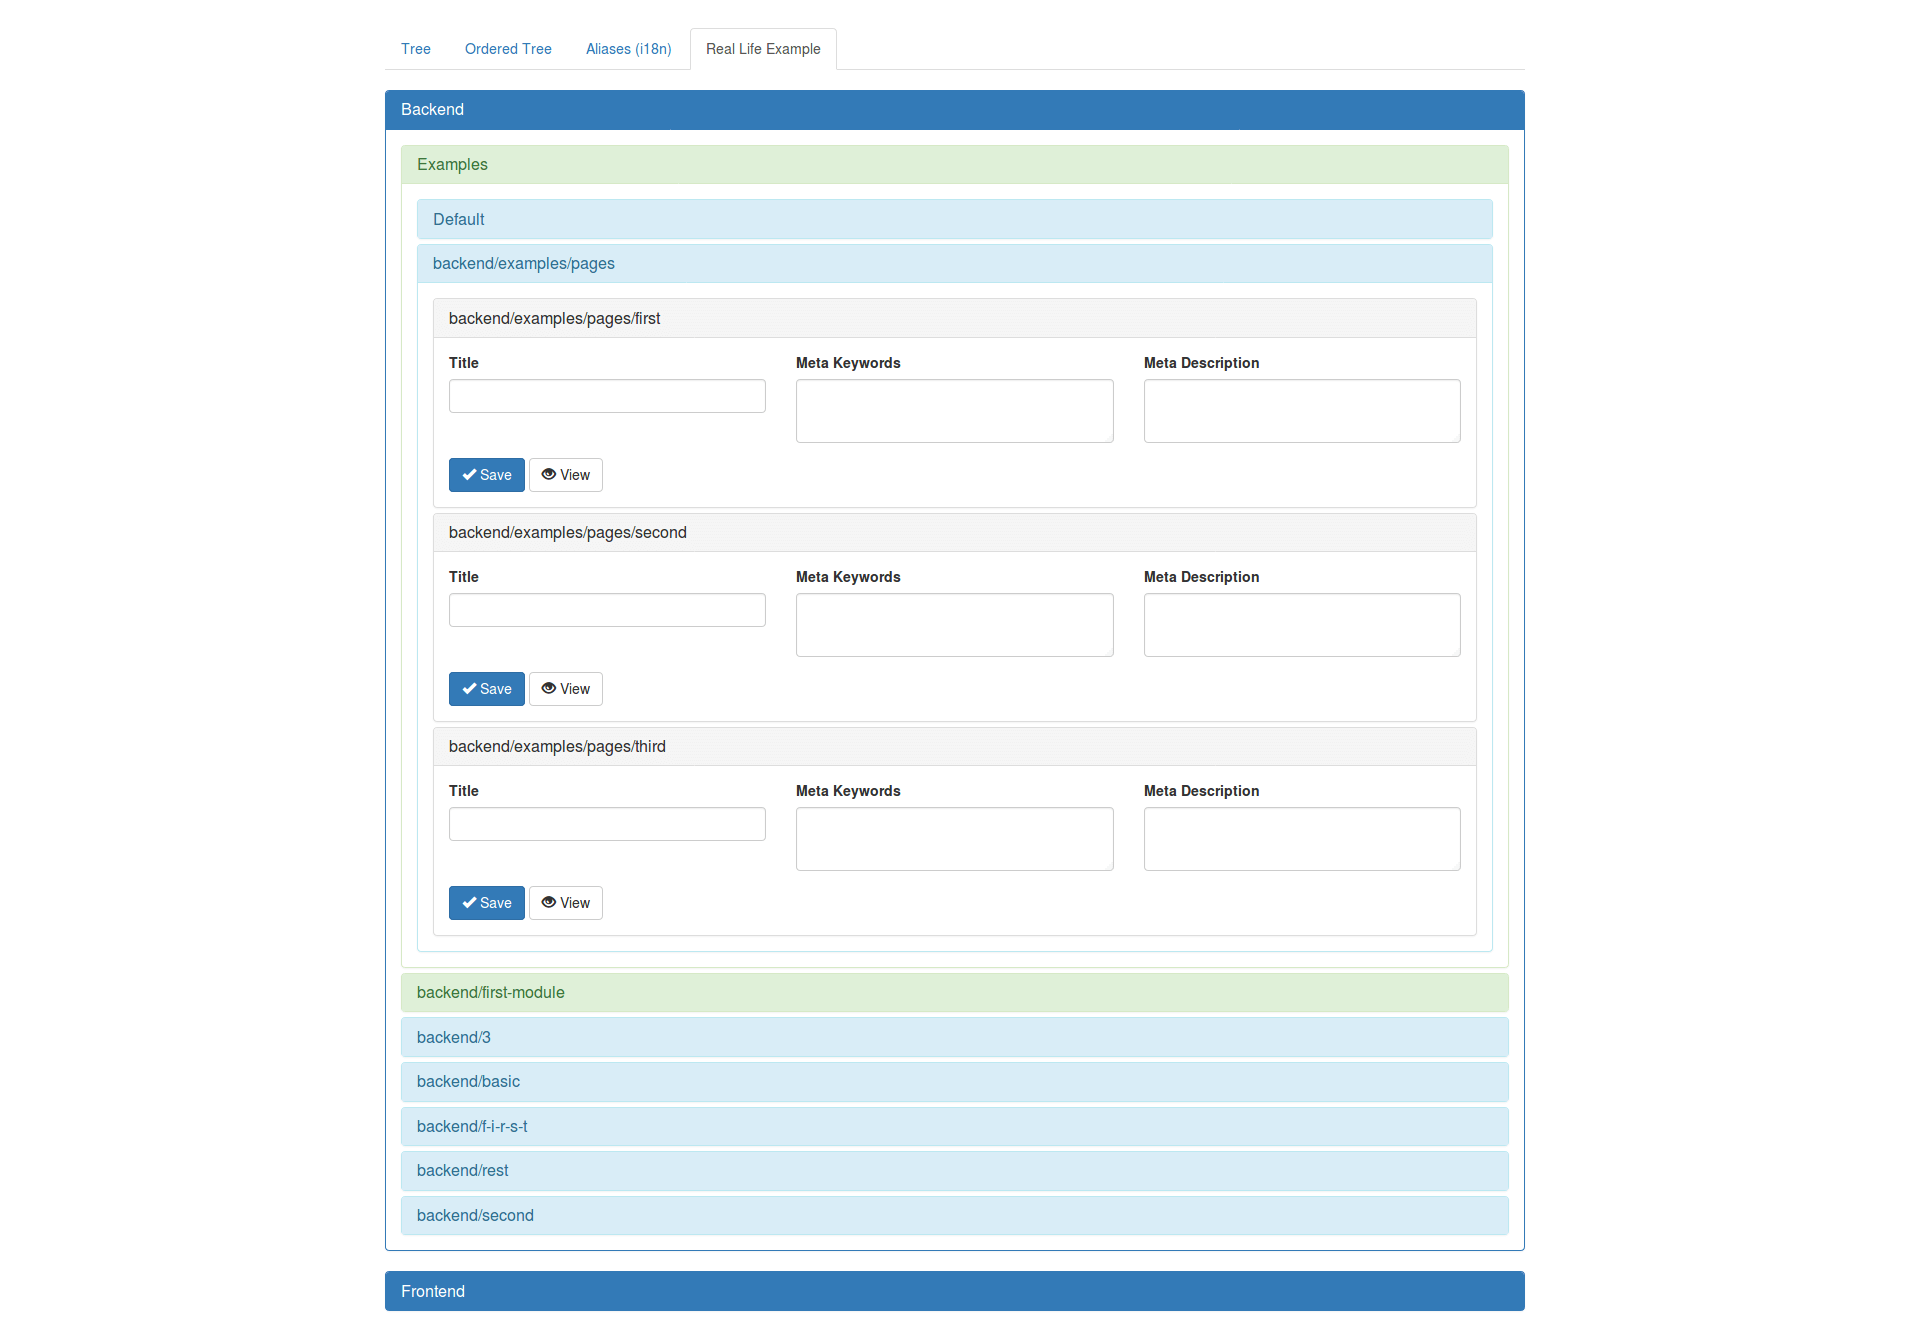 Tree Ordered Tree Aliases (i18n) Real Life Example
Backend
Examples
Default
backend/examples/pages
backend/examples/pages/first
Title Meta Keywords Meta Description
Save View
backend/examples/pages/second
Title Meta Keywords Meta Description
Save View
backend/examples/pages/third
Title Meta Keywords Meta Description
Save View
backend/first-module
backend/3
backend/basic
backend/f-i-r-s-t
backend/rest
backend/second
Frontend